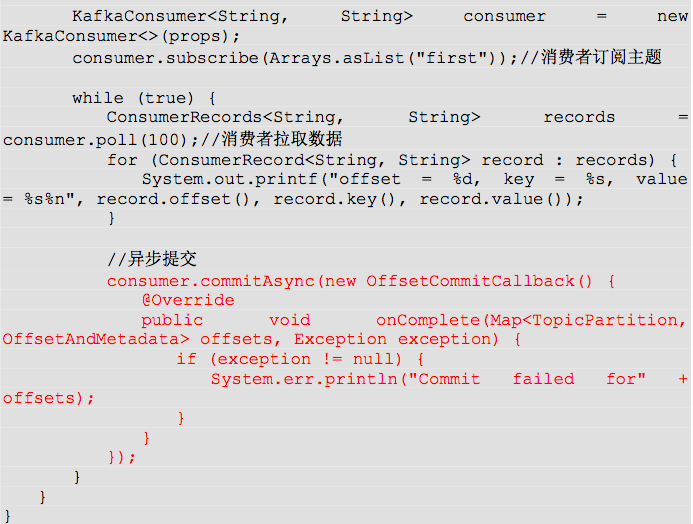 KafkaConsumer<String, String> consumer = new
KafkaConsumer<>(props);
consumer.subscribe(Arrays.asList("first"));//消费者订阅主题
while (true) {
ConsumerRecords<String, String> records =
consumer.poll(100);//消费者拉取数据
for (ConsumerRecord<String, String> record : records) {
System.out.printf("offset = %d, key = %s, value
= %s%n", record.offset(), record.key(), record.value());
}
//异步提交
consumer.commitAsync(new OffsetCommitCallback() {
@Override
public void onComplete(Map<TopicPartition,
OffsetAndMetadata> offsets, Exception exception) {
if (exception != null) {
System.err.println("Commit failed for" +
offsets);
}
}
});
}
}
}